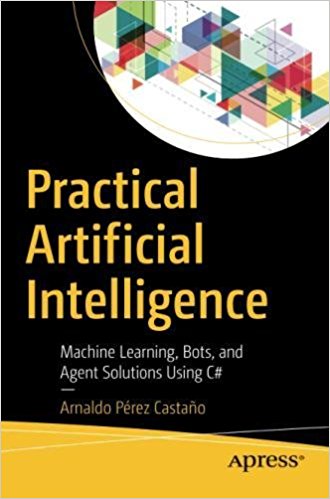 Practical
Artificial
Intelligence
Machine Learning, Bots, and
Agent Solutions Using C#
—
Arnaldo Pérez Castaño
Apress®